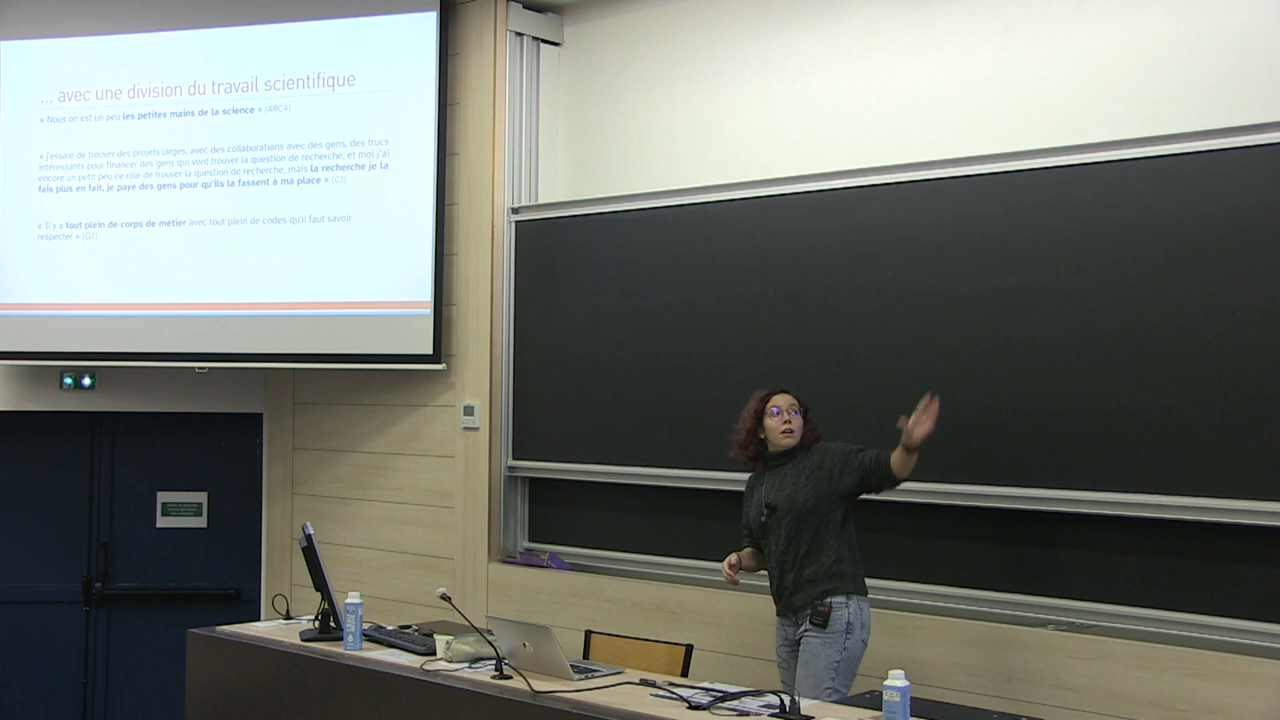 ... avec une division du travail scientifique
« Nous on est un peu les petites mains de la science » (ARC4)
« j'essaie de trouver des projets larges, avec des collaborations avec des gens, des trucs
intéressants pour financer des gens qui vont trouver la question de recherche, et moi j'ai
encore un petit peu ce rôle de trouver la question de recherche, mais la recherche je la
fais plus en fait, je paye des gens pour qu'ils la fassent à ma place » (C1)
« Il y a tout plein de corps de métier avec tout plein de codes qu'il faut savoir
respecter » (G1)